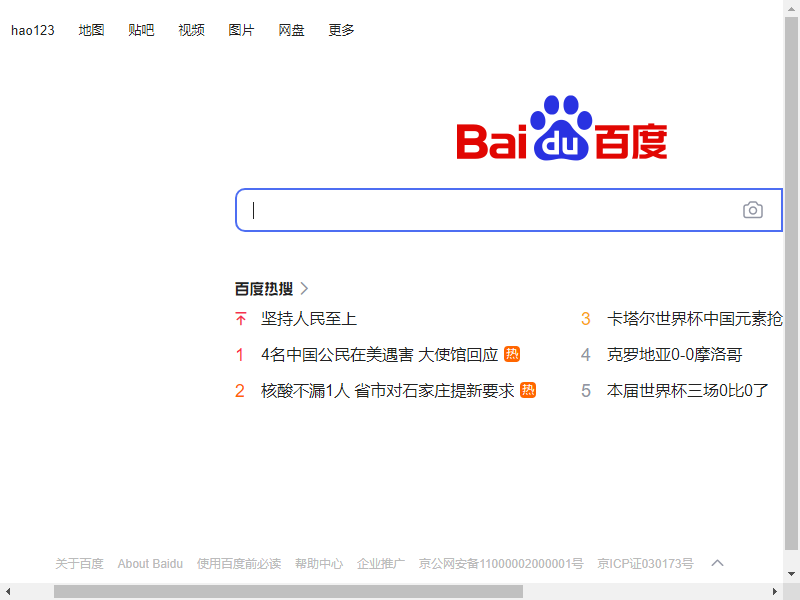 hao123 地图 贴吧 视频 图片 网盘 更多
Bai du 百度
百度热搜
坚持人民至上
3 卡塔尔世界杯中国元素抢
1 4名中国公民在美遇害 大使馆回应 热
4 克罗地亚0-0摩洛哥
2 核酸不漏1人 省市对石家庄提新要求 热
5 本届世界杯三场0比0了
关于百度 About Baidu 使用百度前必读 帮助中心 企业推广 京公网安备11000002000001号 京ICP证030173号